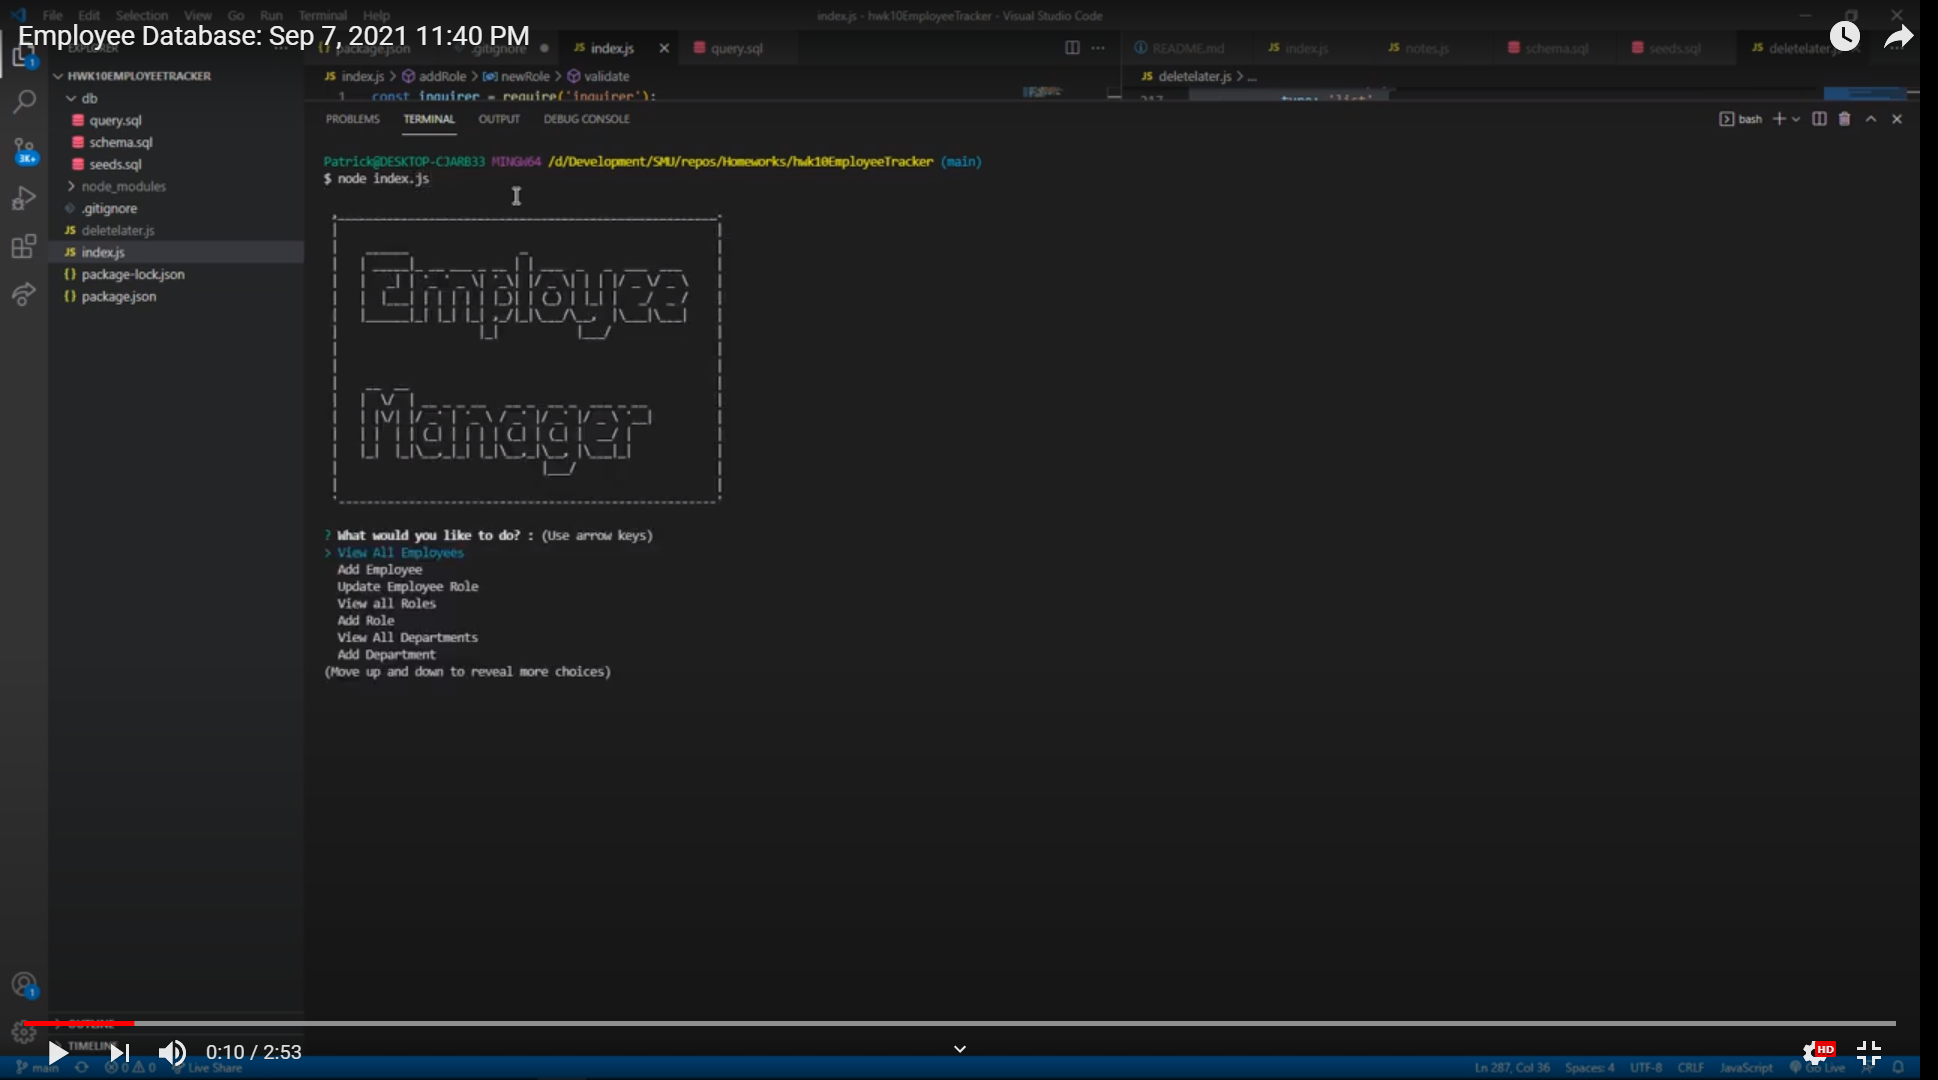 File Edit Selection View Go Run Terminal Help
index.js - hwk10EmployeeTracker - Visual Studio Code
Employee Database: Sep 7, 2021 11:40 PM
package.json
.gitignore
index.js
query.sql
README.md
index.js
notes.js
schema.sql
seeds.sql
deletelater.js
HWK10EMPLOYEETRACKER
index.js > addRole > newRole > validate
deletelater.js > ...
1 const inquirer = require('inquirer');
217 type: 'list'
db
query.sql
schema.sql
seeds.sql
node_modules
.gitignore
deletelater.js
index.js
package-lock.json
package.json
PROBLEMS TERMINAL OUTPUT DEBUG CONSOLE
bash
Patrick@DESKTOP-CJARB33 MINGW64 /d/Development/SMU/repos/Homeworks/hwk10EmployeeTracker (main)
$ node index.js
Employee
Manager
? What would you like to do? : (Use arrow keys)
> View All Employees
Add Employee
Update Employee Role
View all Roles
Add Role
View All Departments
Add Department
(Move up and down to reveal more choices)
1
3K+
1
OUTLINE
TIMELINE
0:10 / 2:53
HD
main
0 0
Live Share
Ln 287, Col 36 Spaces: 4 UTF-8 CRLF JavaScript Go Live